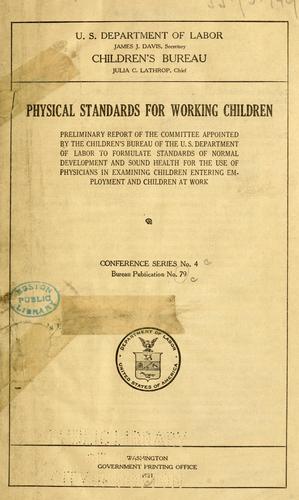 U. S. DEPARTMENT OF LABOR
JAMES J. DAVIS, Secretary
CHILDREN'S BUREAU
JULIA C. LATHROP, Chief
PHYSICAL STANDARDS FOR WORKING CHILDREN
PRELIMINARY REPORT OF THE COMMITTEE APPOINTED
BY THE CHILDREN'S BUREAU OF THE U. S. DEPARTMENT
OF LABOR TO FORMULATE STANDARDS OF NORMAL
DEVELOPMENT AND SOUND HEALTH FOR THE USE OF
PHYSICIANS IN EXAMINING CHILDREN ENTERING EM-
PLOYMENT AND CHILDREN AT WORK
CONFERENCE SERIES No. 4
Bureau Publication No. 79
BOSTON
PUBLIC
LIBRARY
DEPARTMENT OF LABOR
UNITED STATES OF AMERICA
WASHINGTON
GOVERNMENT PRINTING OFFICE
1921